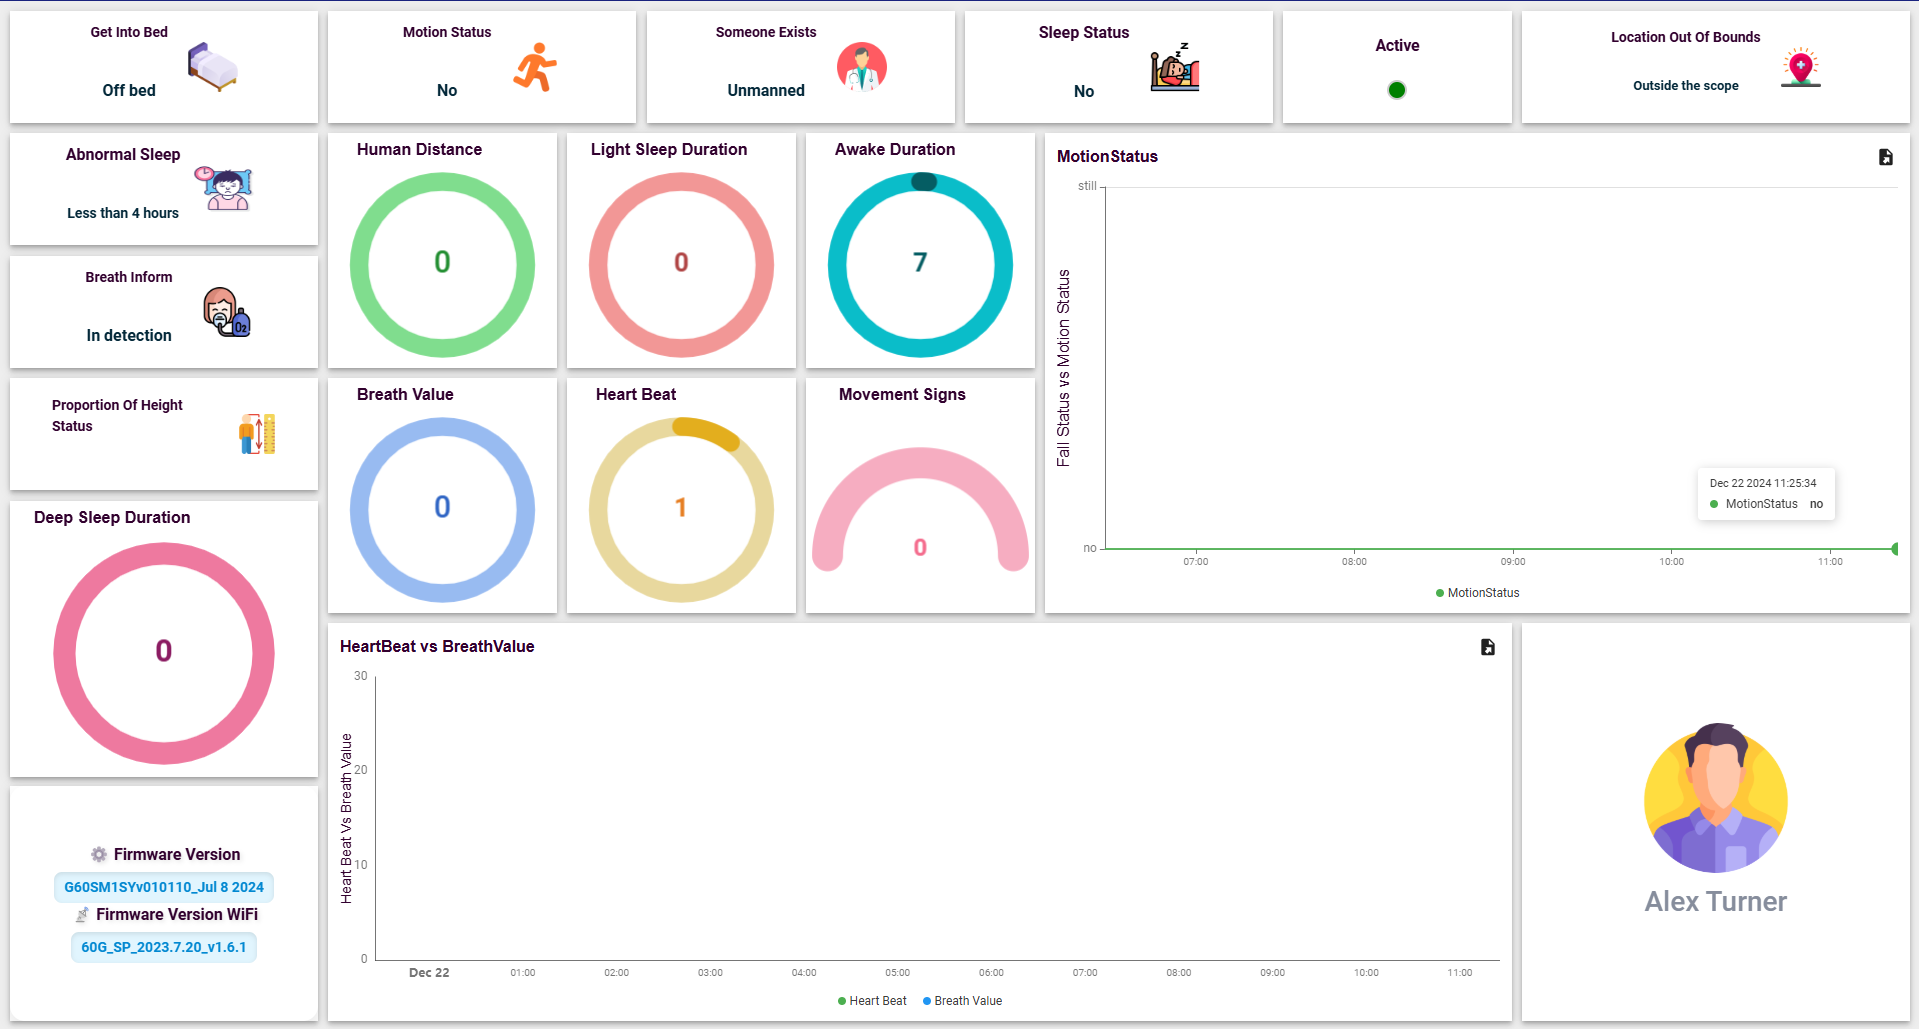 Get Into Bed
Off bed
Motion Status
No
Someone Exists
Unmanned
Sleep Status
No
Active
Location Out Of Bounds
Outside the scope
Abnormal Sleep
Less than 4 hours
Breath Inform
In detection
O2
Proportion Of Height
Status
Human Distance
0
Light Sleep Duration
0
Awake Duration
7
Breath Value
0
Heart Beat
1
Movement Signs
0
MotionStatus
Fall Status vs Motion Status
still
no
07:00 08:00 09:00 10:00 11:00
Dec 22 2024 11:25:34
MotionStatus no
MotionStatus
Deep Sleep Duration
0
Firmware Version
G60SM1SYv010110_Jul 8 2024
Firmware Version WiFi
60G_SP_2023.7.20_v1.6.1
HeartBeat vs BreathValue
Heart Beat Vs Breath Value
30
20
10
0
Dec 22 01:00 02:00 03:00 04:00 05:00 06:00 07:00 08:00 09:00 10:00 11:00
Heart Beat Breath Value
Alex Turner